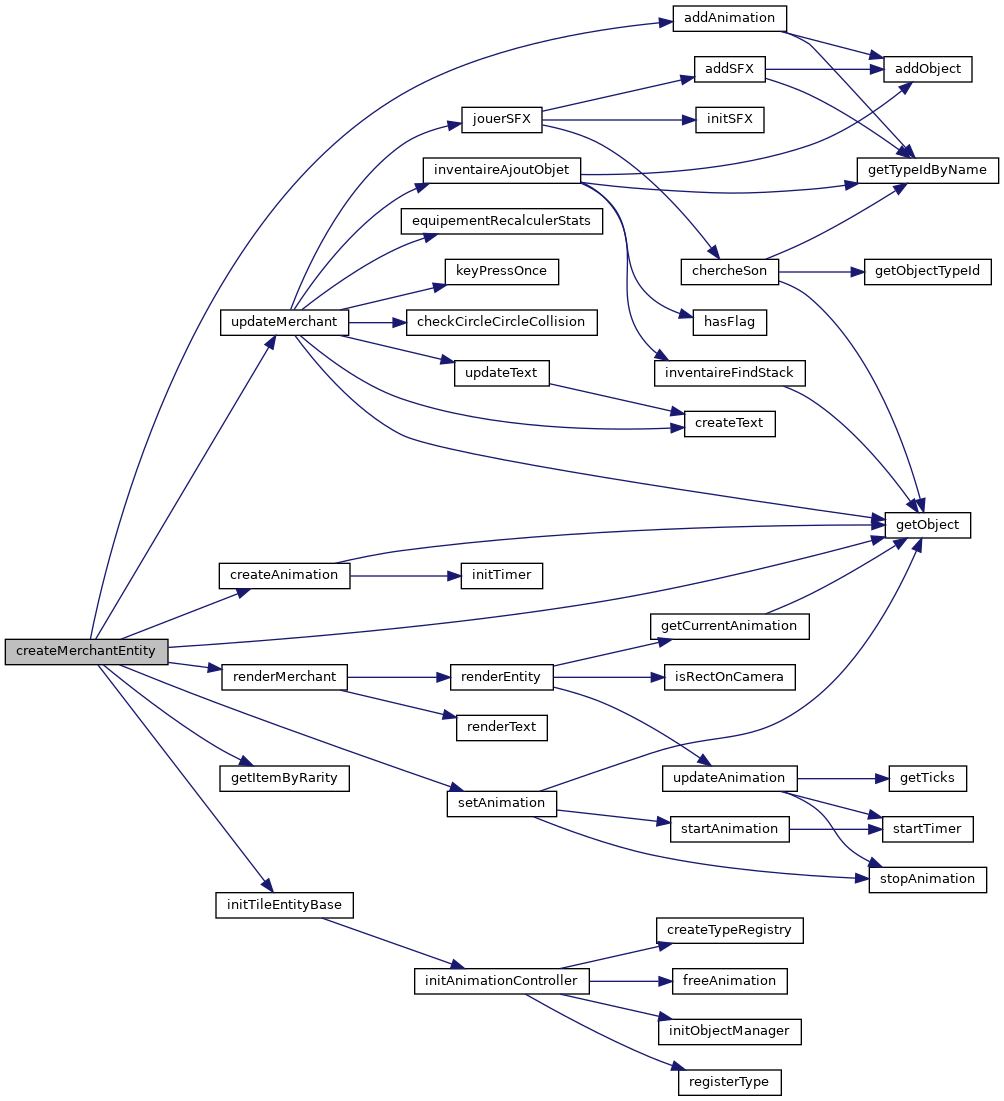 addAnimation
addSFX
addObject
jouerSFX
initSFX
inventaireAjoutObjet
getTypeIdByName
equipementRecalculerStats
keyPressOnce
chercheSon
getObjectTypeId
updateMerchant
checkCircleCircleCollision
hasFlag
updateText
inventaireFindStack
createText
getObject
createAnimation
initTimer
getCurrentAnimation
createMerchantEntity
renderMerchant
renderEntity
isRectOnCamera
renderText
getItemByRarity
updateAnimation
getTicks
setAnimation
startAnimation
startTimer
stopAnimation
initTileEntityBase
createTypeRegistry
initAnimationController
freeAnimation
initObjectManager
registerType